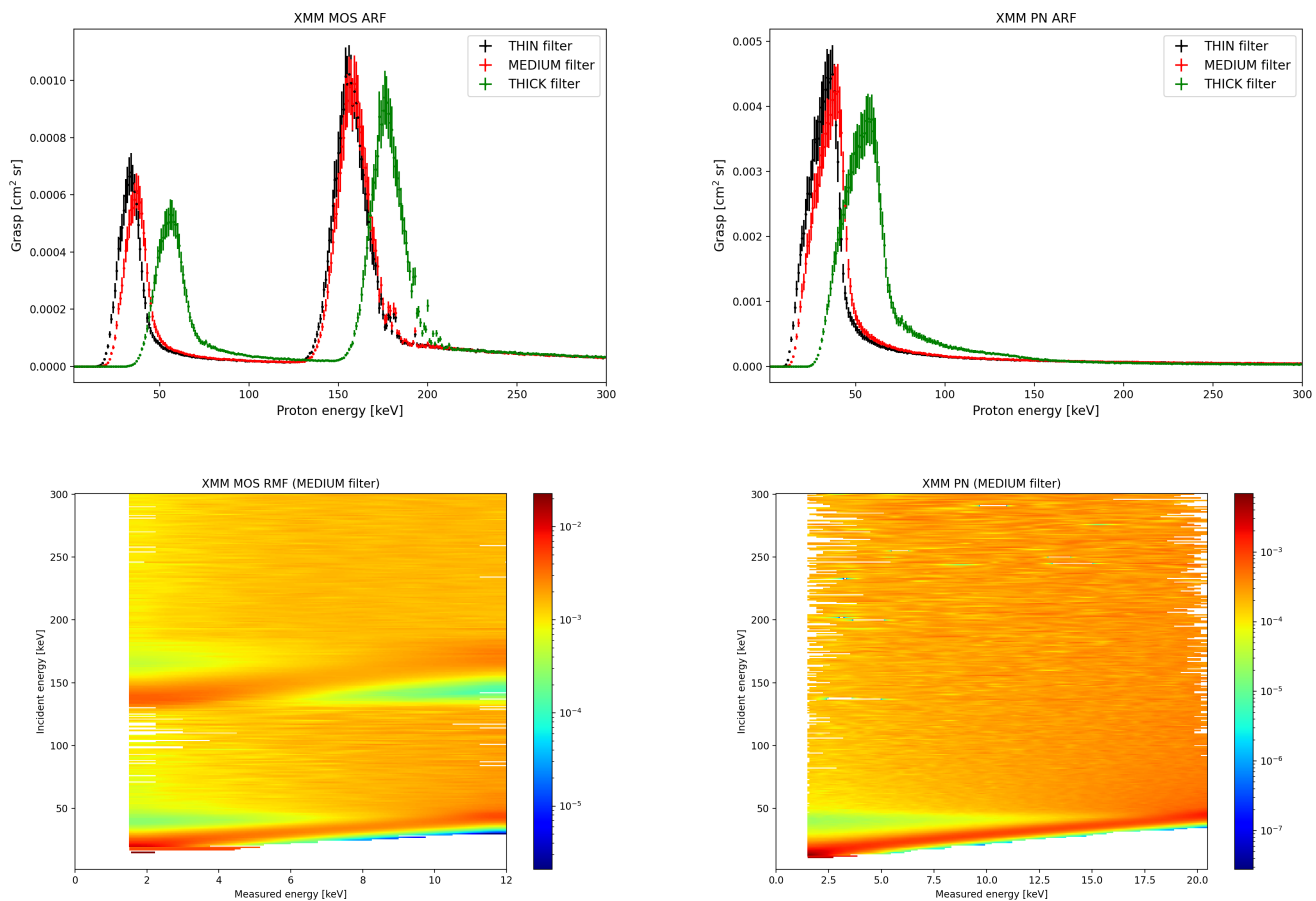 XMM MOS ARF
THIN filter
MEDIUM filter
THICK filter
Grasp [cm² sr]
0.0010
0.0008
0.0006
0.0004
0.0002
0.0000
50 100 150 200 250 300
Proton energy [keV]
XMM PN ARF
THIN filter
MEDIUM filter
THICK filter
Grasp [cm² sr]
0.005
0.004
0.003
0.002
0.001
0.000
50 100 150 200 250 300
Proton energy [keV]
XMM MOS RMF (MEDIUM filter)
Incident energy [keV]
300
250
200
150
100
50
0 2 4 6 8 10 12
Measured energy [keV]
10⁻²
10⁻³
10⁻⁴
10⁻⁵
XMM PN (MEDIUM filter)
Incident energy [keV]
300
250
200
150
100
50
0
0.0 2.5 5.0 7.5 10.0 12.5 15.0 17.5 20.0
Measured energy [keV]
10⁻³
10⁻⁴
10⁻⁵
10⁻⁶
10⁻⁷